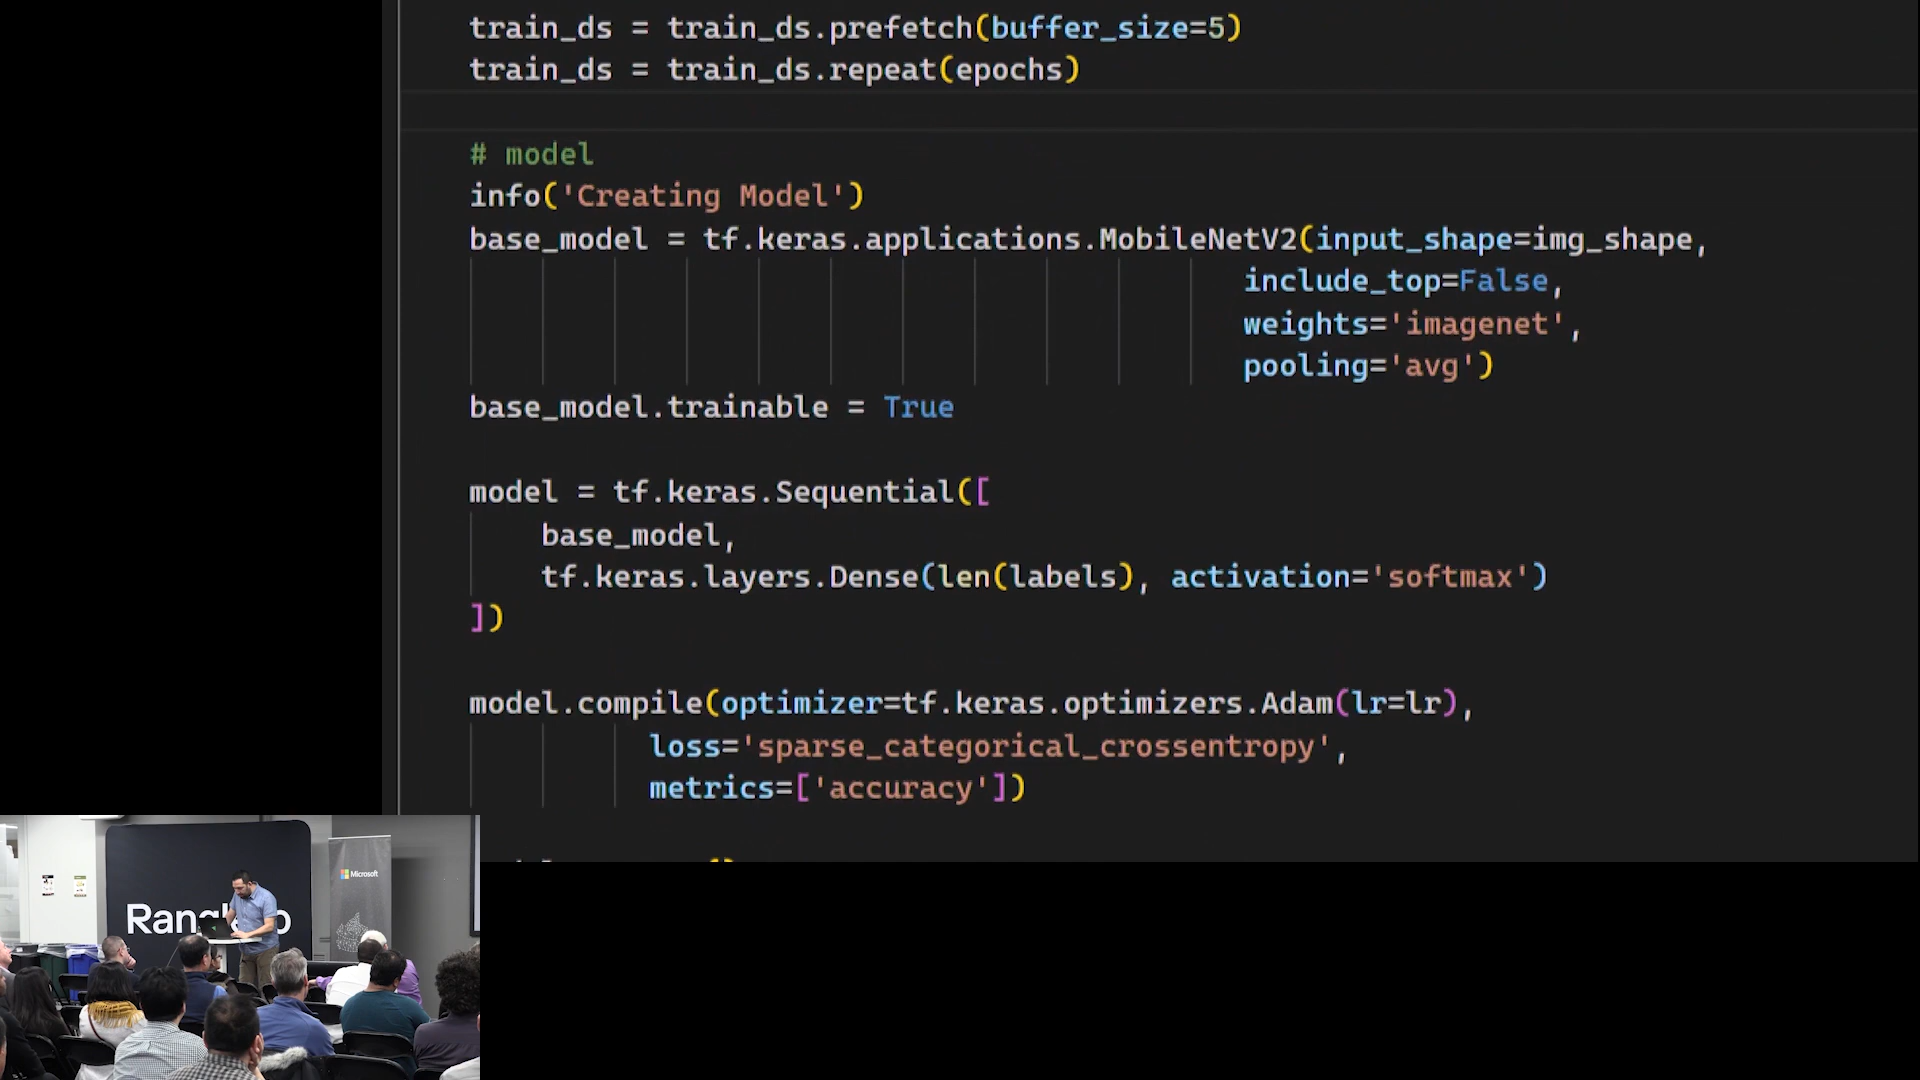 train_ds = train_ds.prefetch(buffer_size=5)
train_ds = train_ds.repeat(epochs)
# model
info('Creating Model')
base_model = tf.keras.applications.MobileNetV2(input_shape=img_shape,
include_top=False,
weights='imagenet',
pooling='avg')
base_model.trainable = True
model = tf.keras.Sequential([
base_model,
tf.keras.layers.Dense(len(labels), activation='softmax')
])
model.compile(optimizer=tf.keras.optimizers.Adam(lr=lr),
loss='sparse_categorical_crossentropy',
metrics=['accuracy'])
Microsoft